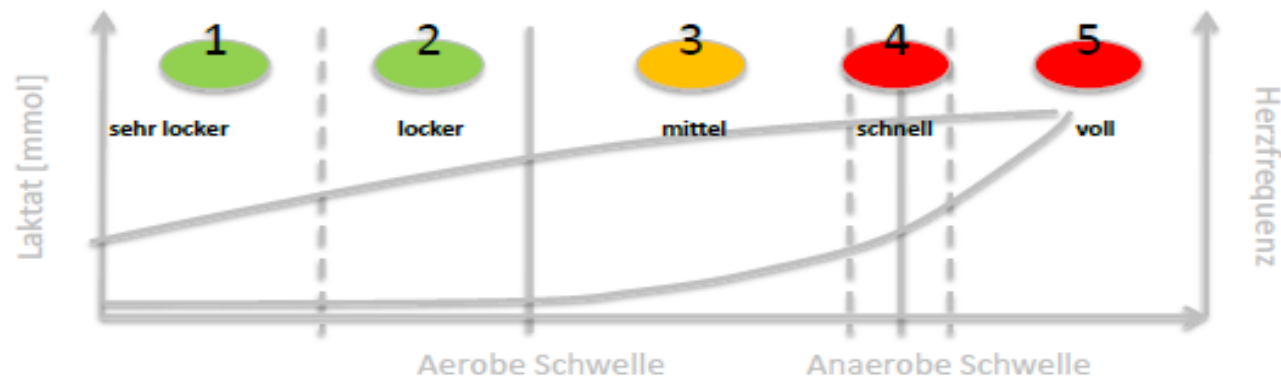 1 2 3 4 5
sehr locker locker mittel schnell voll
Laktat [mmol]
Herzfrequenz
Aerobe Schwelle Anaerobe Schwelle